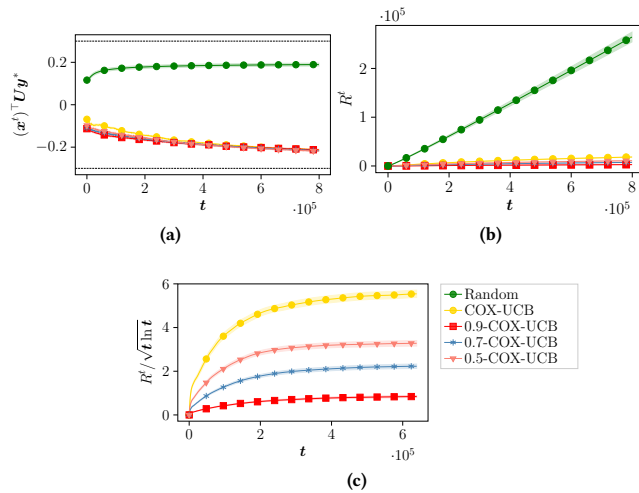 0.2
0
−0.2
(x^t)^⊤Uy*
0 2 4 6 8
·10^5
t
(a)
·10^5
2
1
0
R^t
0 2 4 6 8
·10^5
t
(b)
6
4
2
0
R^t/√t ln t
0 2 4 6
·10^5
t
(c)
Random
COX-UCB
0.9-COX-UCB
0.7-COX-UCB
0.5-COX-UCB